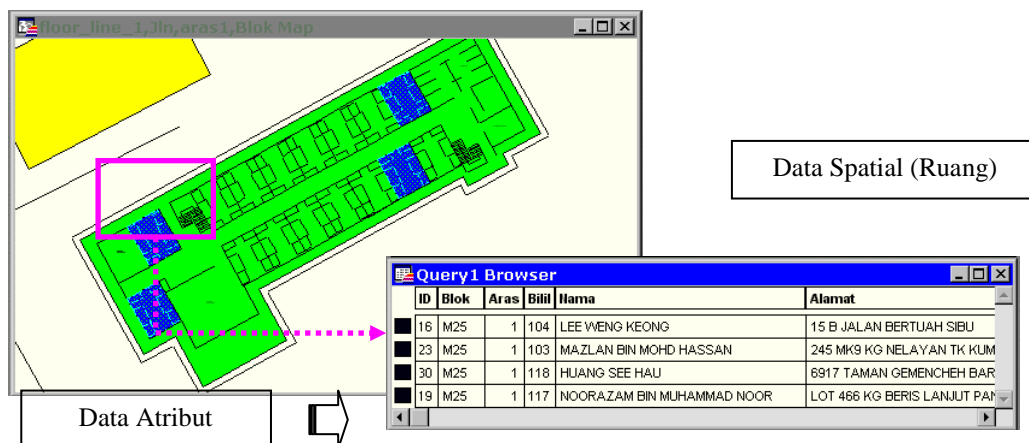 floor_line_1,Jln,aras1,Blok Map
Data Spatial (Ruang)
Query1 Browser
ID Blok Aras Bilil Nama Alamat
16 M25 1 104 LEE WENG KEONG 15 B JALAN BERTUAH SIBU
23 M25 1 103 MAZLAN BIN MOHD HASSAN 245 MK9 KG NELAYAN TK KUM
30 M25 1 118 HUANG SEE HAU 6917 TAMAN GEMENCHEH BAR
19 M25 1 117 NOORAZAM BIN MUHAMMAD NOOR LOT 466 KG BERIS LANJUT PAN
Data Atribut